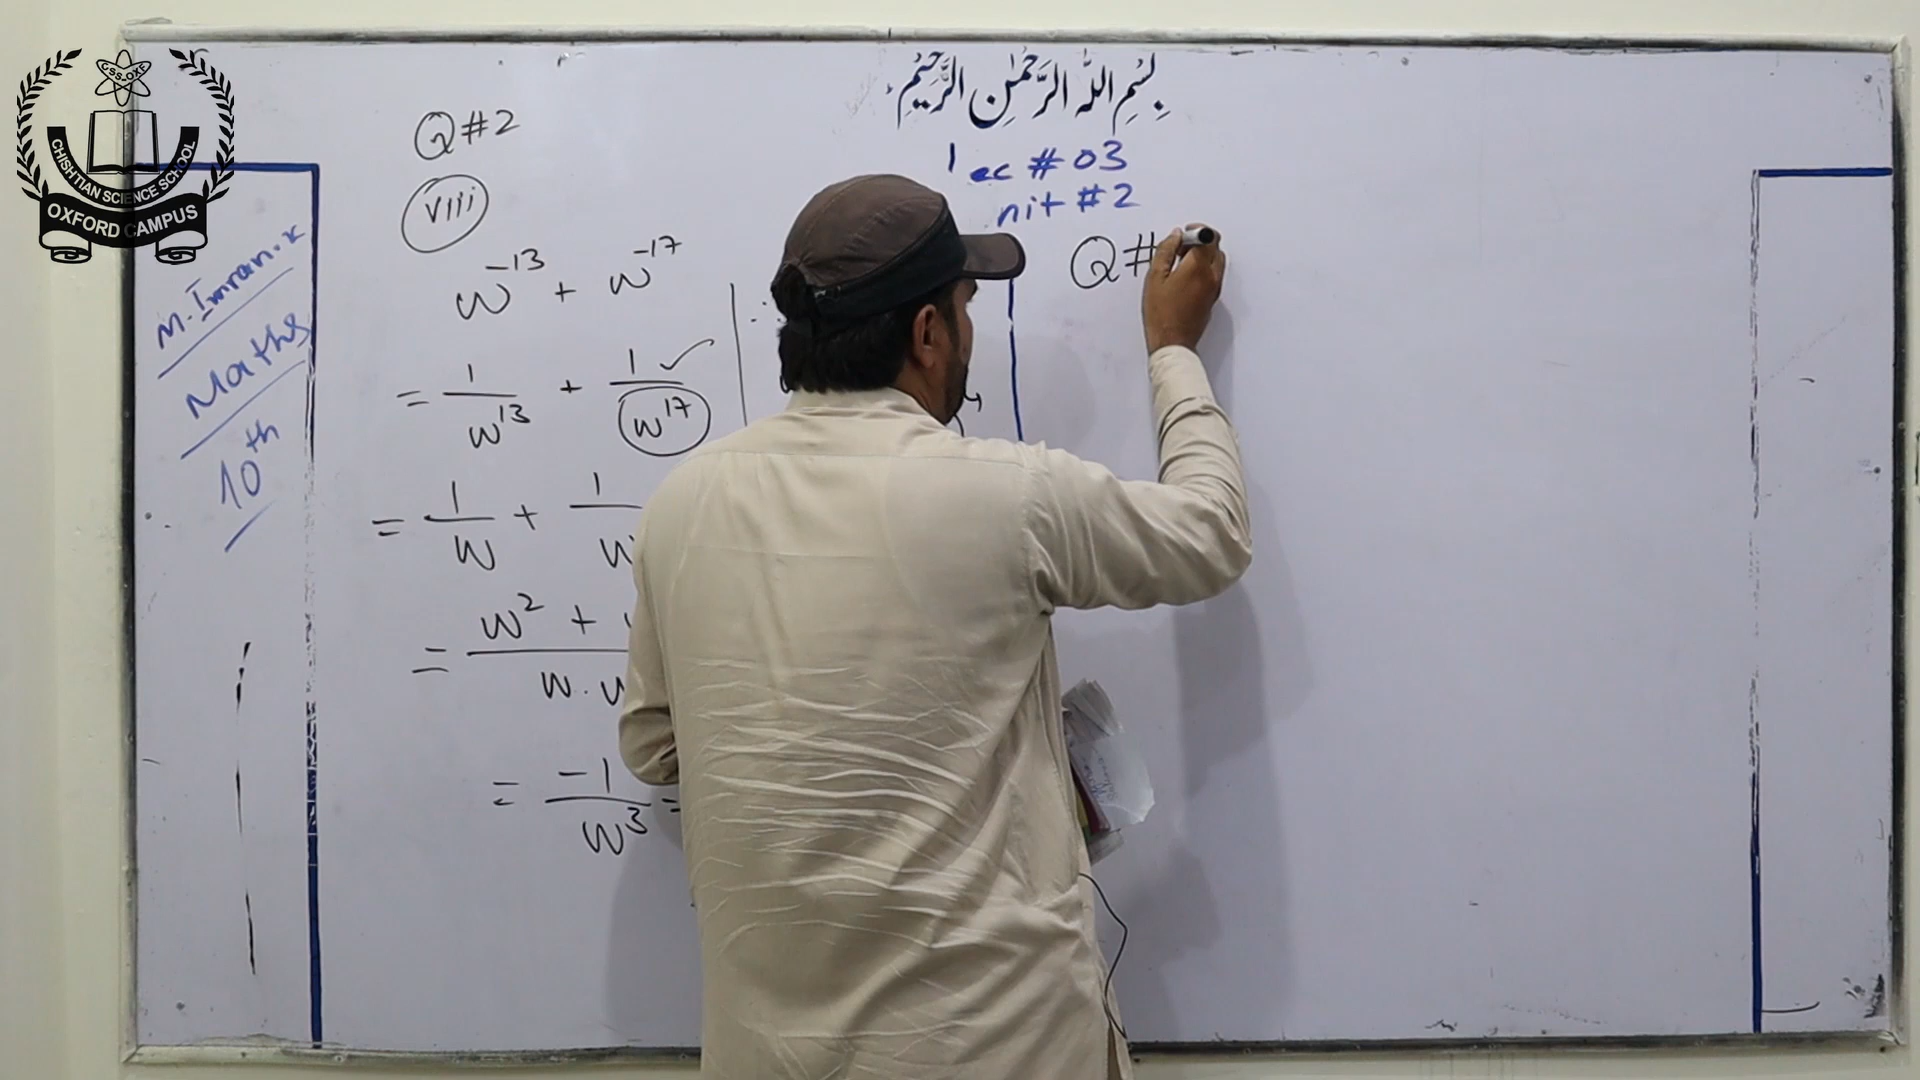 CSS-OXF
CHISHTIAN SCIENCE SCHOOL
OXFORD CAMPUS
بِسْمِ اللّٰهِ الرَّحْمٰنِ الرَّحِيْمِ
lec # 03
nit # 2
M. Imran.
Maths
10th
Q#2
viii
w⁻¹³ + w⁻¹⁷
= 1/w¹³ + 1/w¹⁷ ✓
= 1/w + 1/w
= w² +
w.
= -1/w³ =
Q#